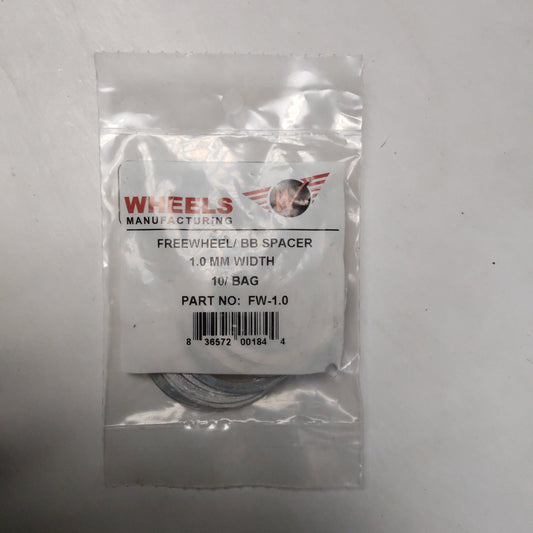 WHEELS
MANUFACTURING
FREEWHEEL/ BB SPACER
1.0 MM WIDTH
10/ BAG
PART NO: FW-1.0
8 36572 00184 4